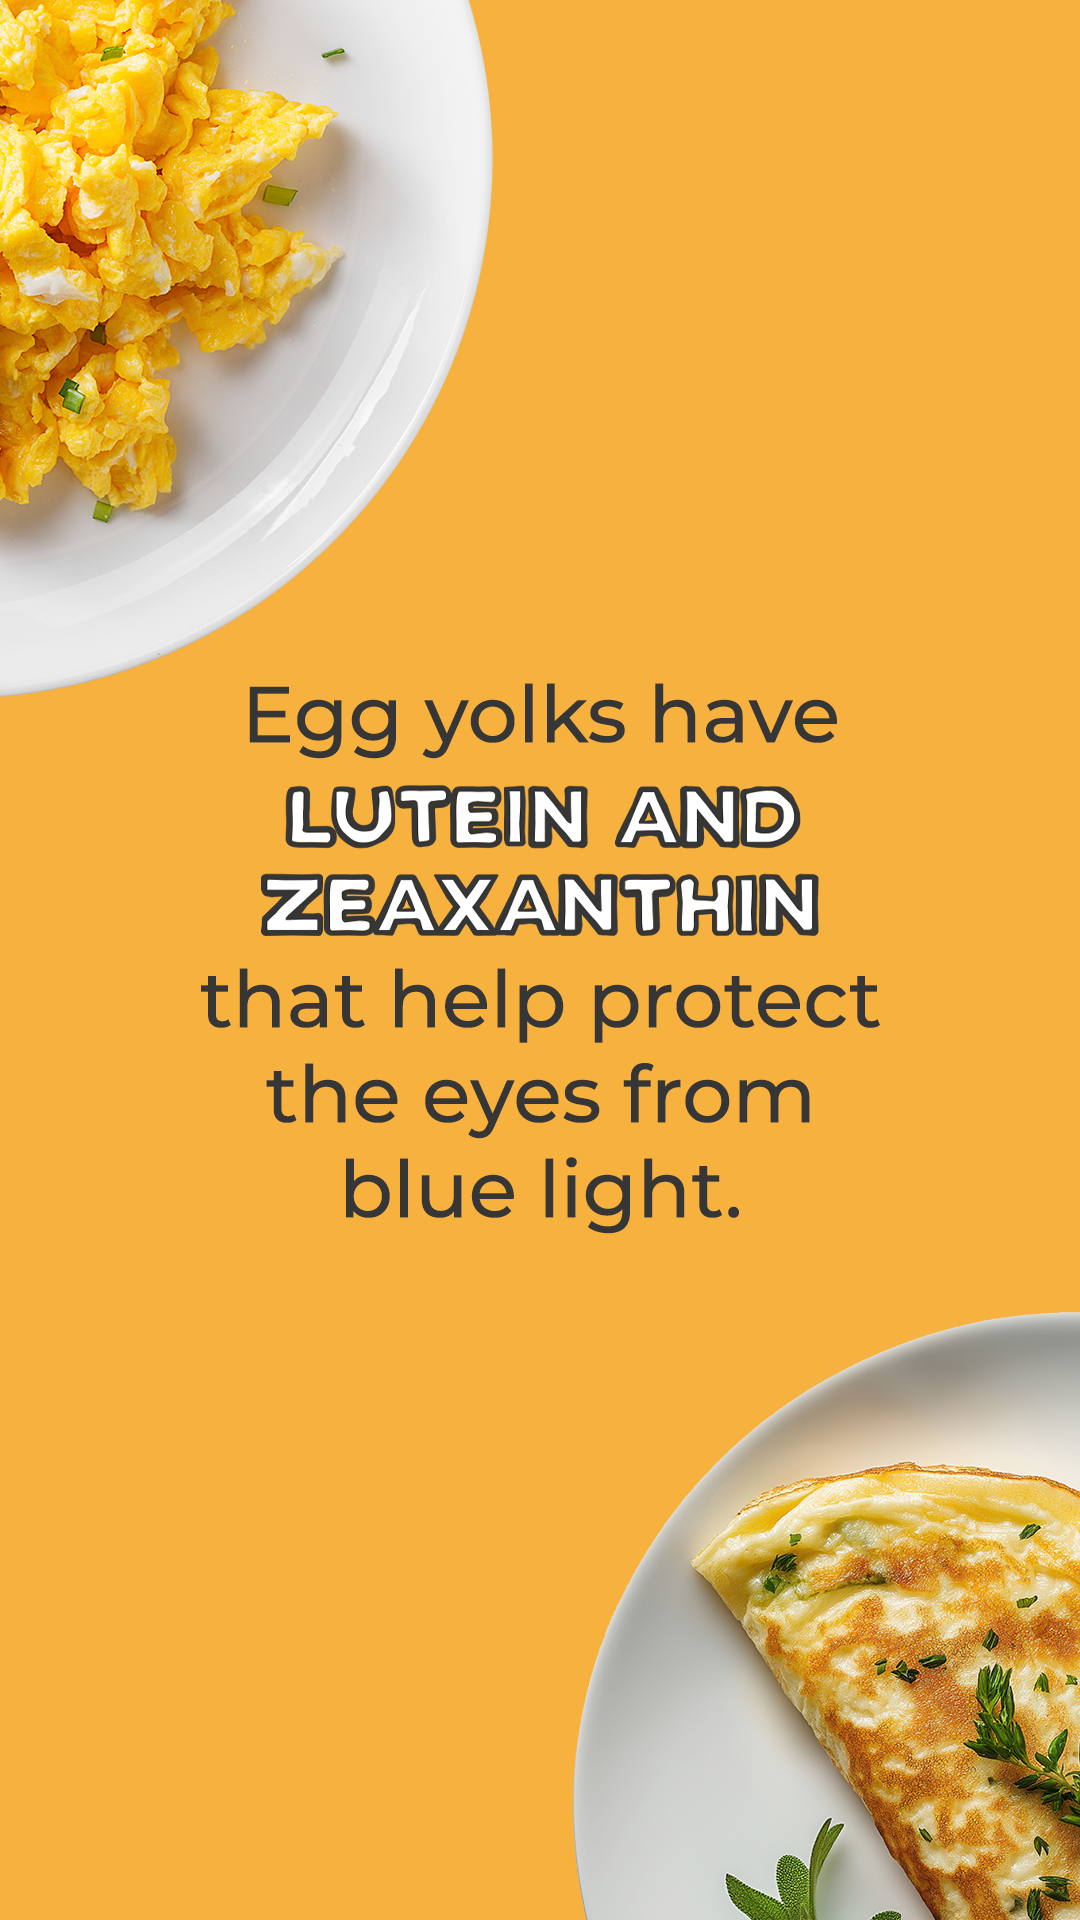 Egg yolks have
LUTEIN AND
ZEAXANTHIN
that help protect
the eyes from
blue light.